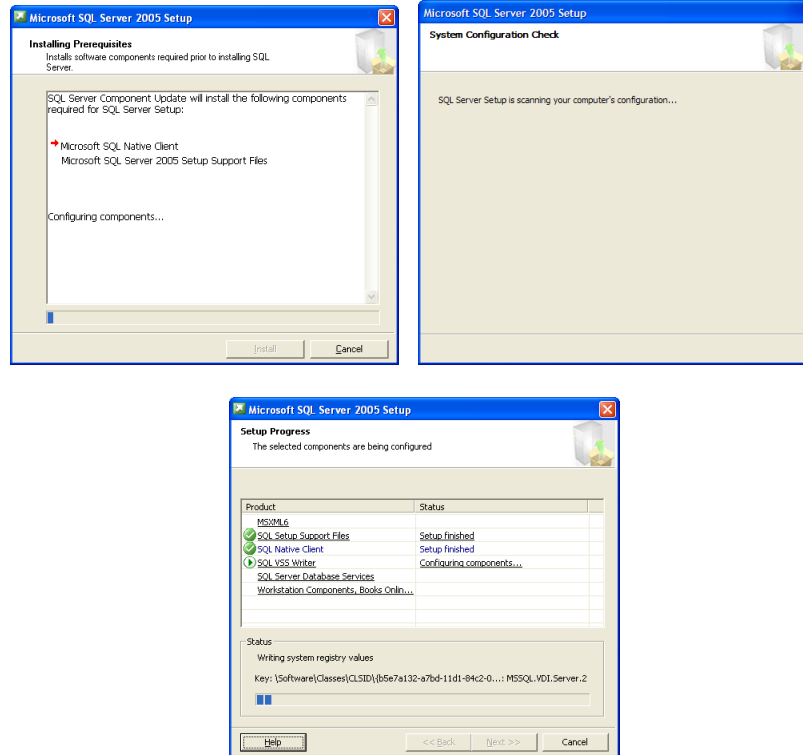 Microsoft SQL Server 2005 Setup
Installing Prerequisites
Installs software components required prior to installing SQL
Server.
SQL Server Component Update will install the following components
required for SQL Server Setup:
Microsoft SQL Native Client
Microsoft SQL Server 2005 Setup Support Files
Configuring components...
Install
Cancel
Microsoft SQL Server 2005 Setup
System Configuration Check
SQL Server Setup is scanning your computer's configuration...
Microsoft SQL Server 2005 Setup
Setup Progress
The selected components are being configured
Product Status
MSXML6
SQL Setup Support Files Setup finished
SQL Native Client Setup finished
SQL VSS Writer Configuring components...
SQL Server Database Services
Workstation Components, Books Onlin...
Status
Writing system registry values
Key: \Software\Classes\CLSID\{b5e7a132-a7bd-11d1-84c2-0...: MSSQL.VDI.Server.2
Help
<< Back
Next >>
Cancel